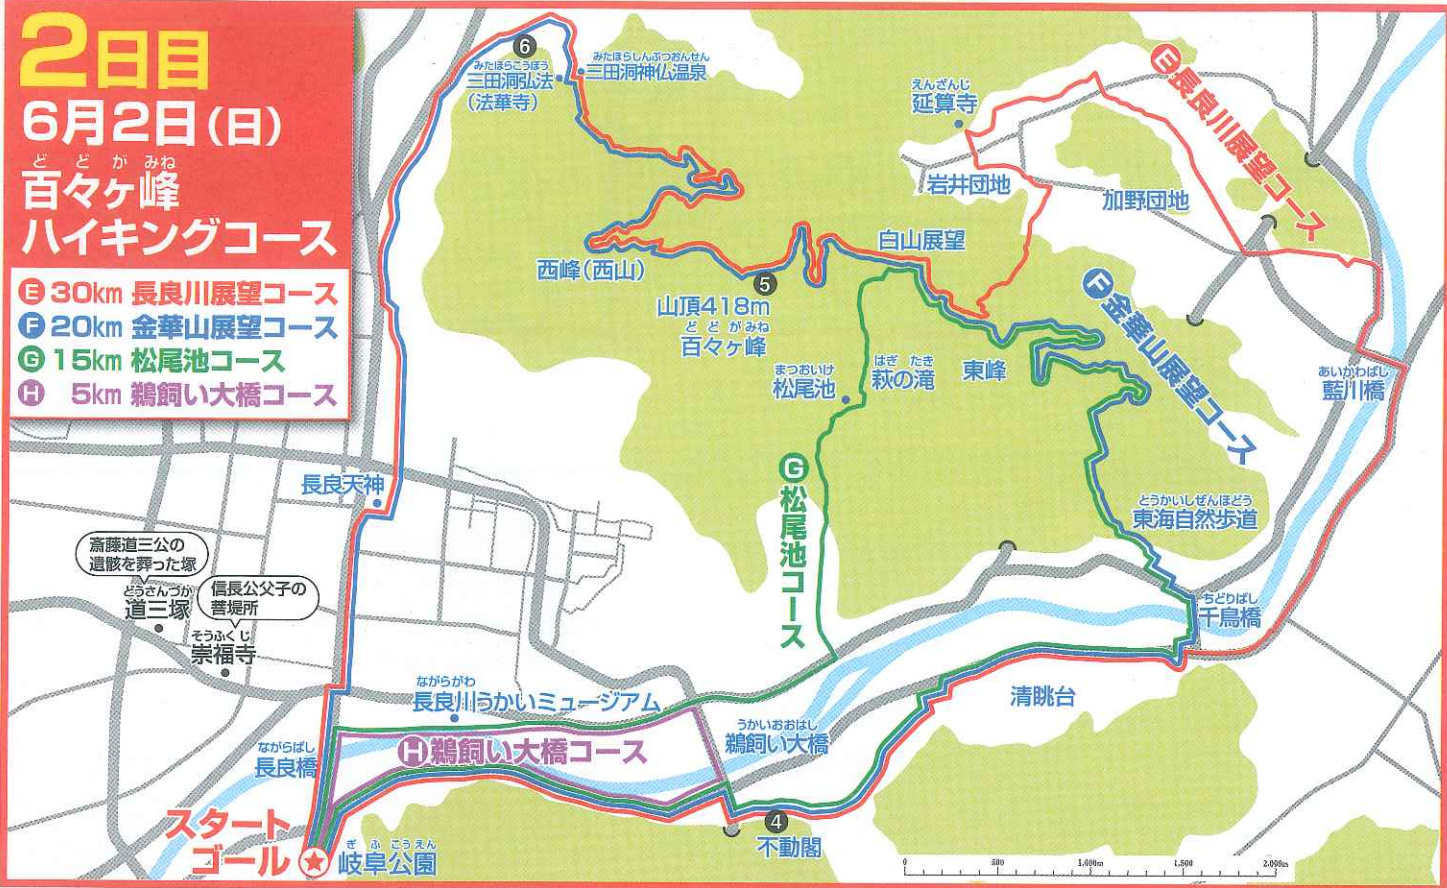 2日目
6月2日(日)
どどがみね
百々ヶ峰
ハイキングコース
E 30km 長良川展望コース
F 20km 金華山展望コース
G 15km 松尾池コース
H 5km 鵜飼い大橋コース
6
みたほらこうぼう
三田洞弘法
(法華寺)
みたほらしんぶつおんせん
三田洞神仏温泉
えんざんじ
延算寺
岩井団地
加野団地
E長良川展望コース
白山展望
西峰(西山)
5
山頂418m
どどがみね
百々ヶ峰
F金華山展望コース
まつおいけ
松尾池
はぎ たき
萩の滝
東峰
あいかわばし
藍川橋
G松尾池コース
とうかいしぜんほどう
東海自然歩道
長良天神
斎藤道三公の
遺骸を葬った塚
どうさんづか
道三塚
信長公父子の
菩提所
そうふくじ
崇福寺
ちどりばし
千鳥橋
清眺台
ながらがわ
長良川うかいミュージアム
うかいおおはし
鵜飼い大橋
H鵜飼い大橋コース
ながらばし
長良橋
4
不動閣
スタート
ゴール
ぎふこうえん
岐阜公園
0 500 1,000m 1,500 2,000m